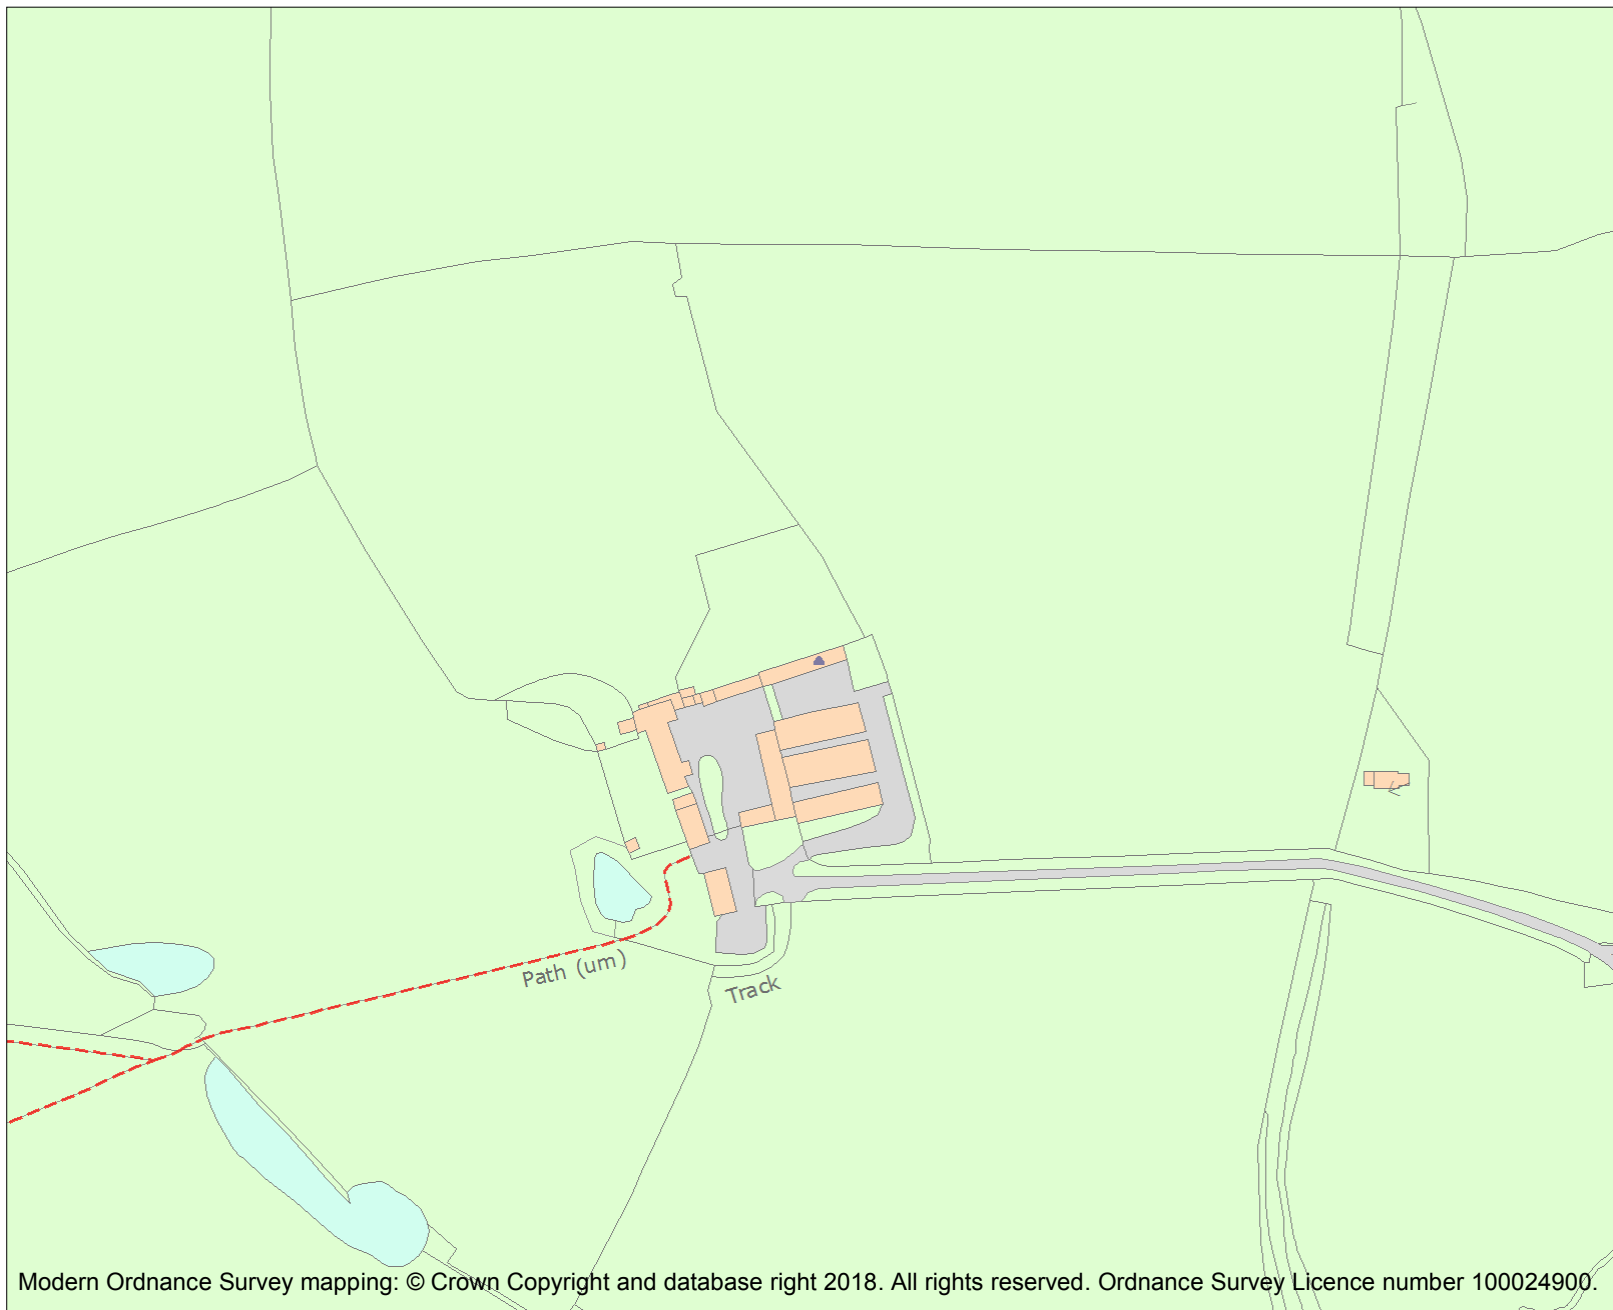 Path (um)
Track
Modern Ordnance Survey mapping: © Crown Copyright and database right 2018. All rights reserved. Ordnance Survey Licence number 100024900.